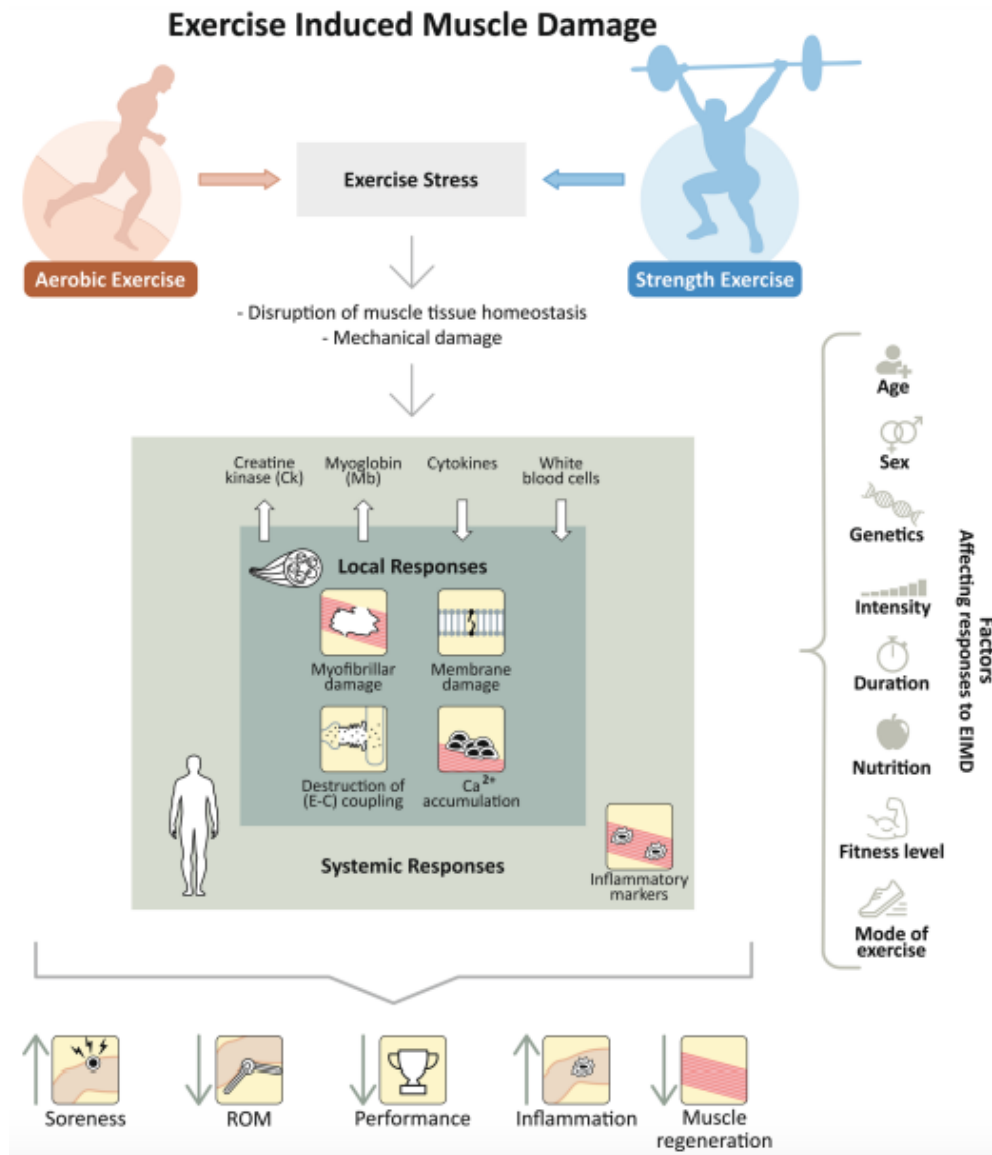 Exercise Induced Muscle Damage
Exercise Stress
Aerobic Exercise
Strength Exercise
- Disruption of muscle tissue homeostasis
- Mechanical damage
Creatine
kinase (Ck)
Myoglobin
(Mb)
Cytokines
White
blood cells
Local Responses
Myofibrillar
damage
Membrane
damage
Destruction of
(E-C) coupling
Ca²⁺
accumulation
Systemic Responses
Inflammatory
markers
Age
Sex
Genetics
Intensity
Duration
Nutrition
Fitness level
Mode of
exercise
Factors
Affecting responses to EIMD
Soreness
ROM
Performance
Inflammation
Muscle
regeneration